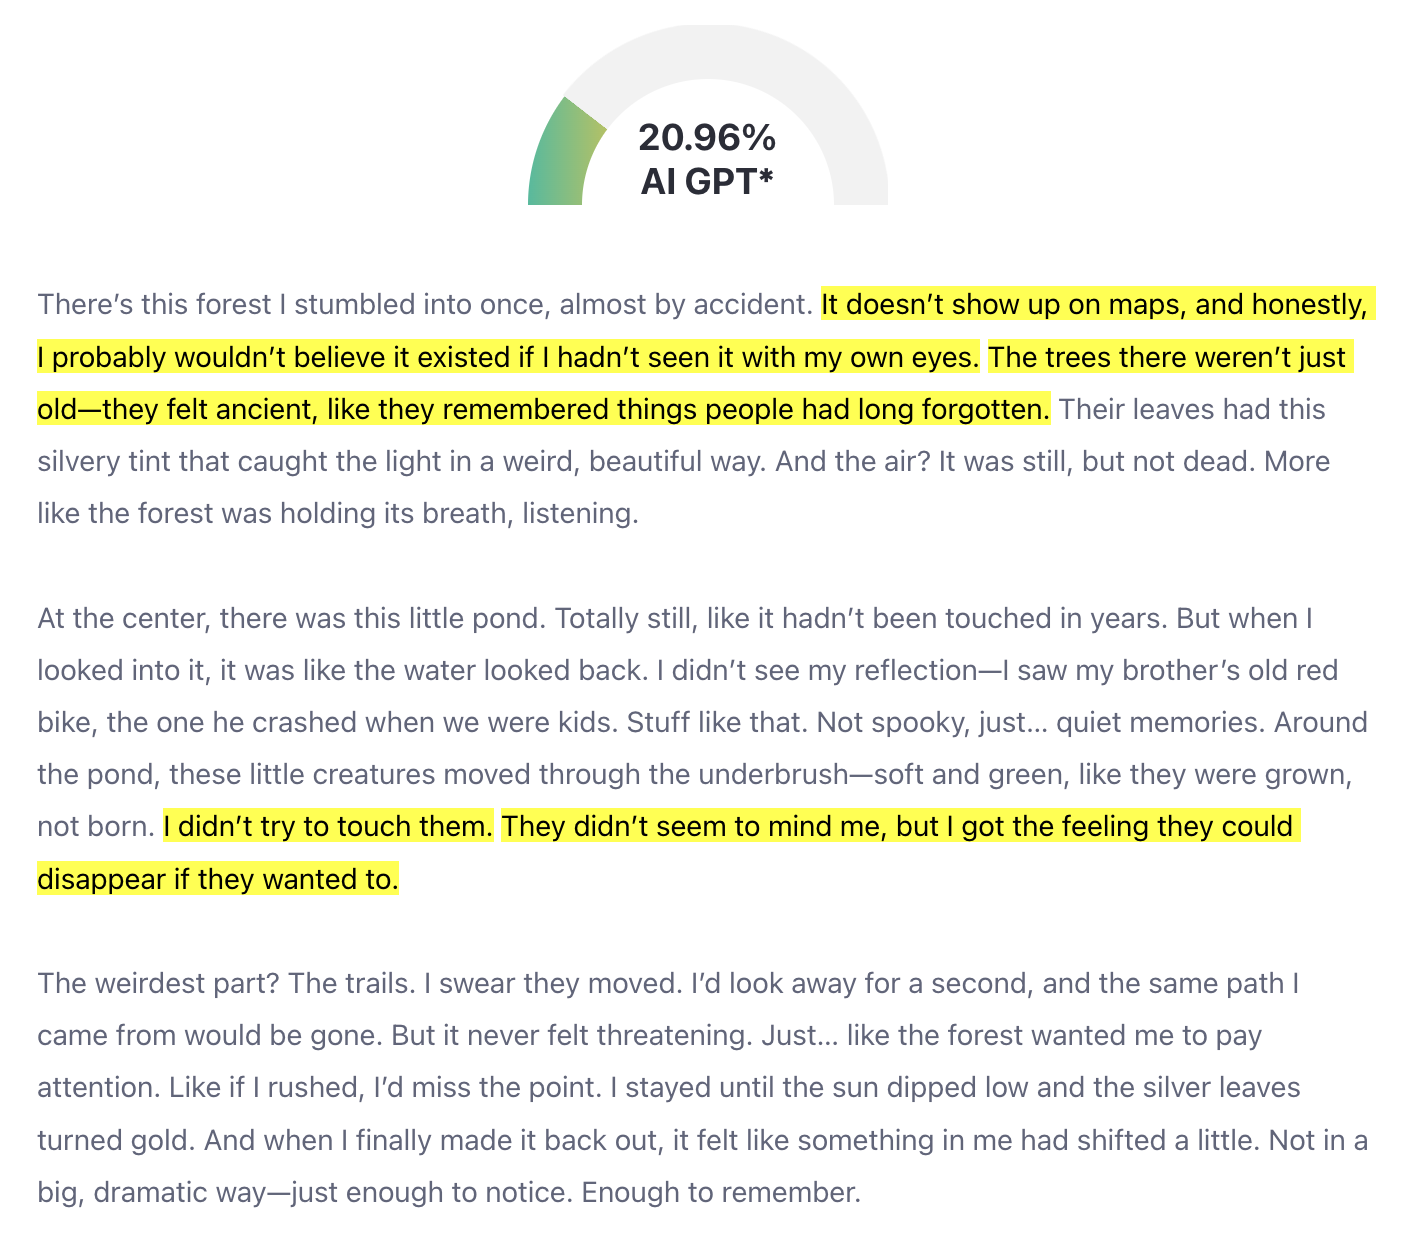 20.96%
AI GPT*
There’s this forest I stumbled into once, almost by accident. It doesn’t show up on maps, and honestly,
I probably wouldn’t believe it existed if I hadn’t seen it with my own eyes. The trees there weren’t just
old—they felt ancient, like they remembered things people had long forgotten. Their leaves had this
silvery tint that caught the light in a weird, beautiful way. And the air? It was still, but not dead. More
like the forest was holding its breath, listening.
At the center, there was this little pond. Totally still, like it hadn’t been touched in years. But when I
looked into it, it was like the water looked back. I didn’t see my reflection—I saw my brother’s old red
bike, the one he crashed when we were kids. Stuff like that. Not spooky, just... quiet memories. Around
the pond, these little creatures moved through the underbrush—soft and green, like they were grown,
not born. I didn’t try to touch them. They didn’t seem to mind me, but I got the feeling they could
disappear if they wanted to.
The weirdest part? The trails. I swear they moved. I’d look away for a second, and the same path I
came from would be gone. But it never felt threatening. Just... like the forest wanted me to pay
attention. Like if I rushed, I’d miss the point. I stayed until the sun dipped low and the silver leaves
turned gold. And when I finally made it back out, it felt like something in me had shifted a little. Not in a
big, dramatic way—just enough to notice. Enough to remember.